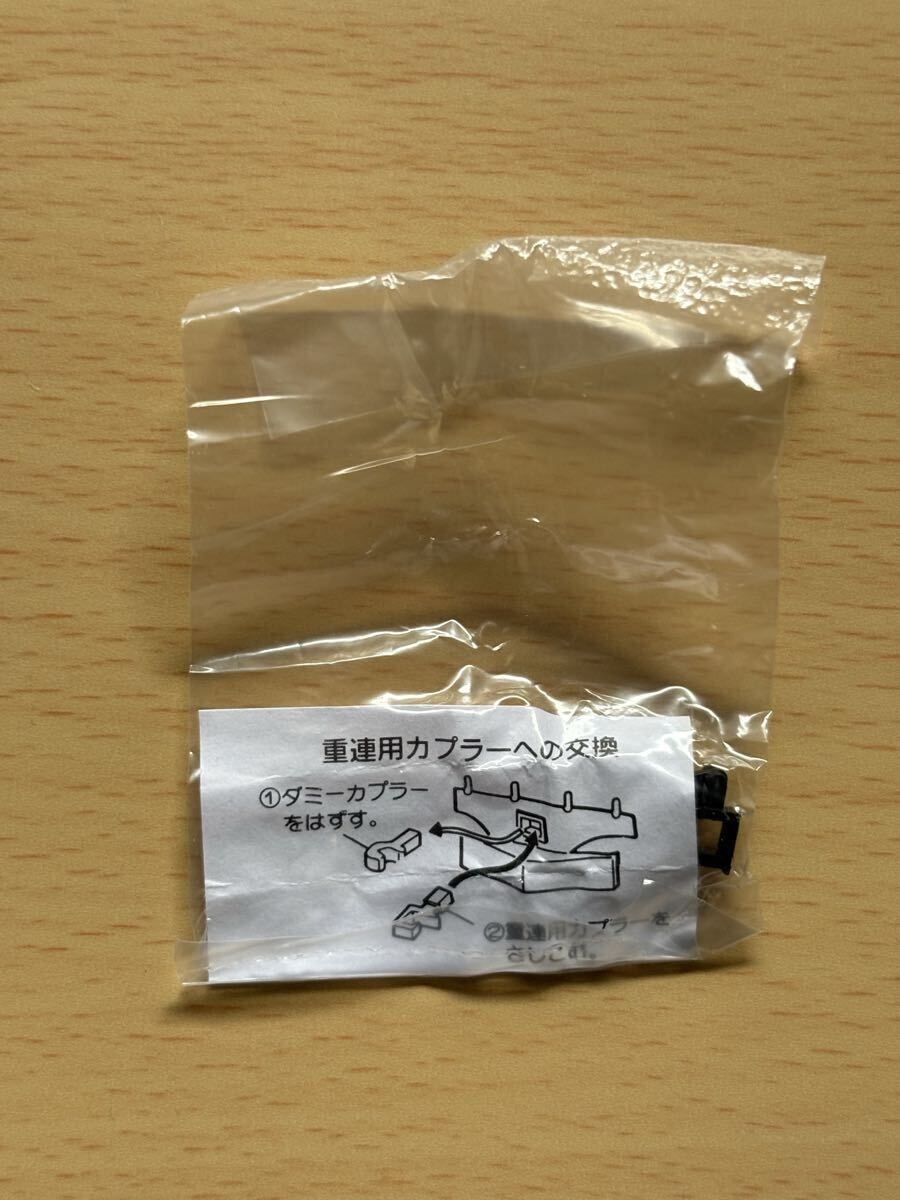 重連用カプラーへの交換
①ダミーカプラー
をはずす。
②重連用カプラーを
さしこむ。